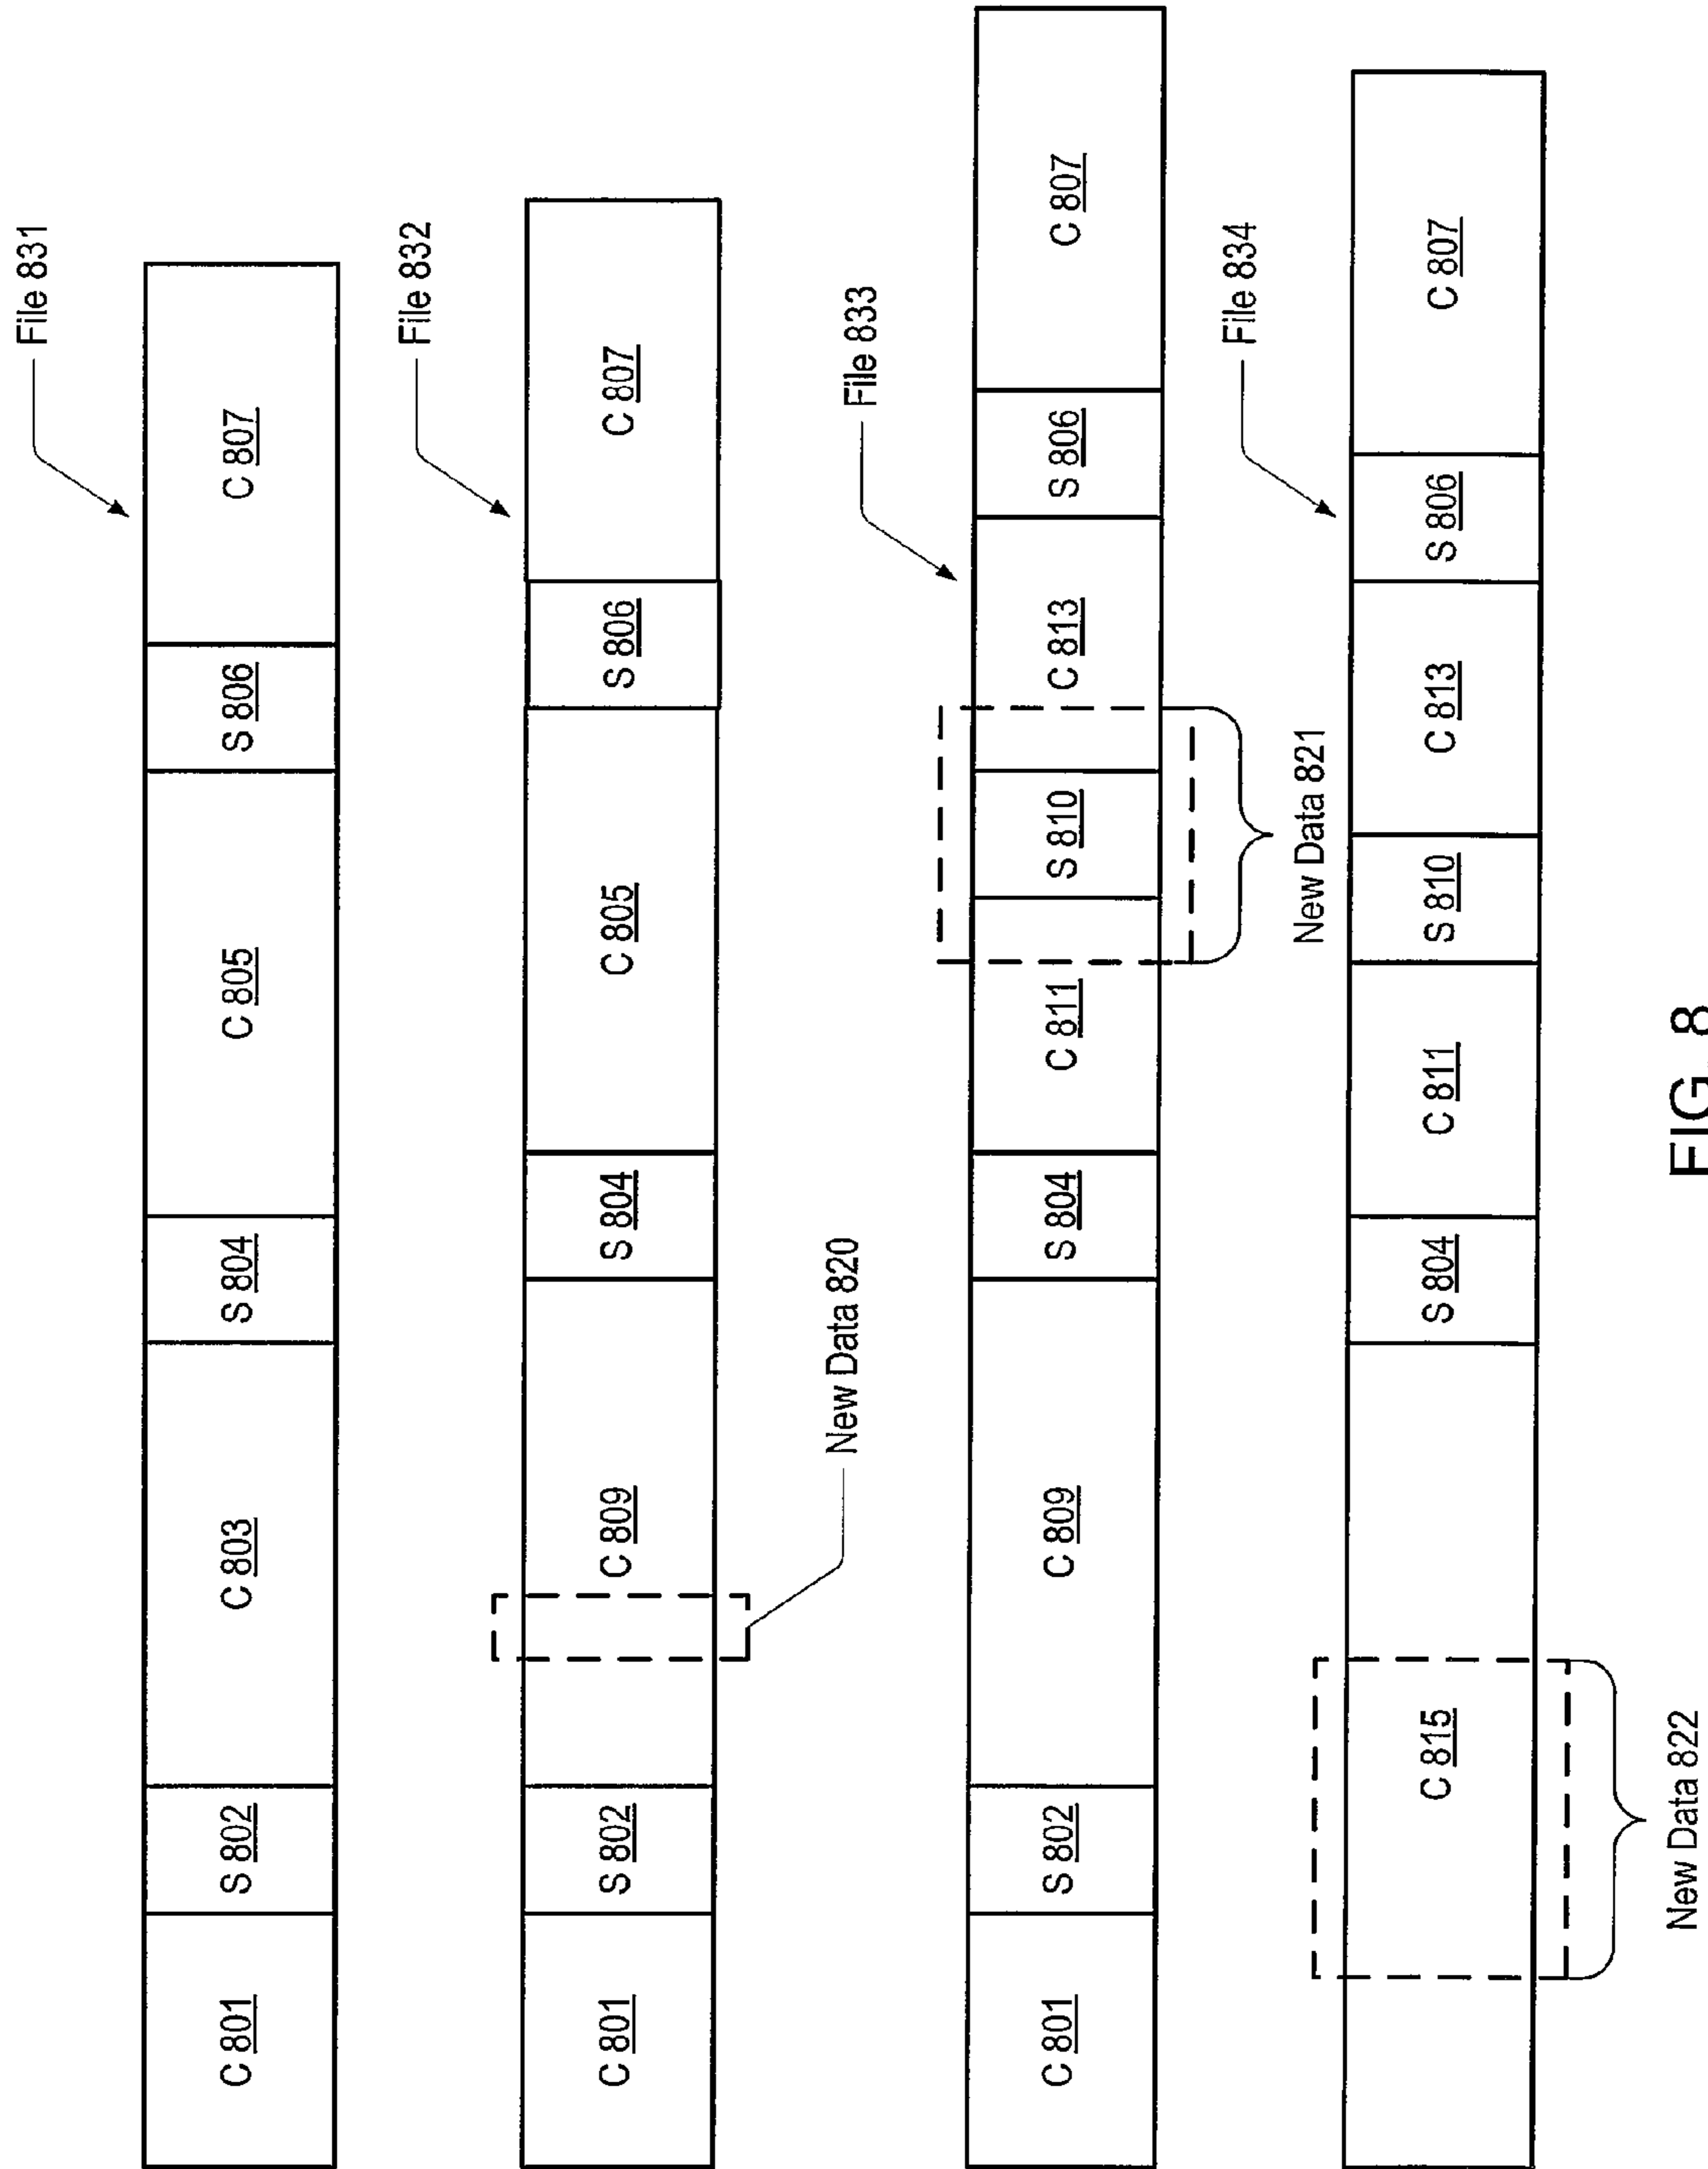 File 831
C 801
S 802
C 803
S 804
C 805
S 806
C 807
File 832
C 801
S 802
C 809
S 804
C 805
S 806
C 807
New Data 820
File 833
C 801
S 802
C 809
S 804
C 811
S 810
C 813
S 806
C 807
New Data 821
File 834
C 815
S 804
C 811
S 810
C 813
S 806
C 807
New Data 822
FIG. 8